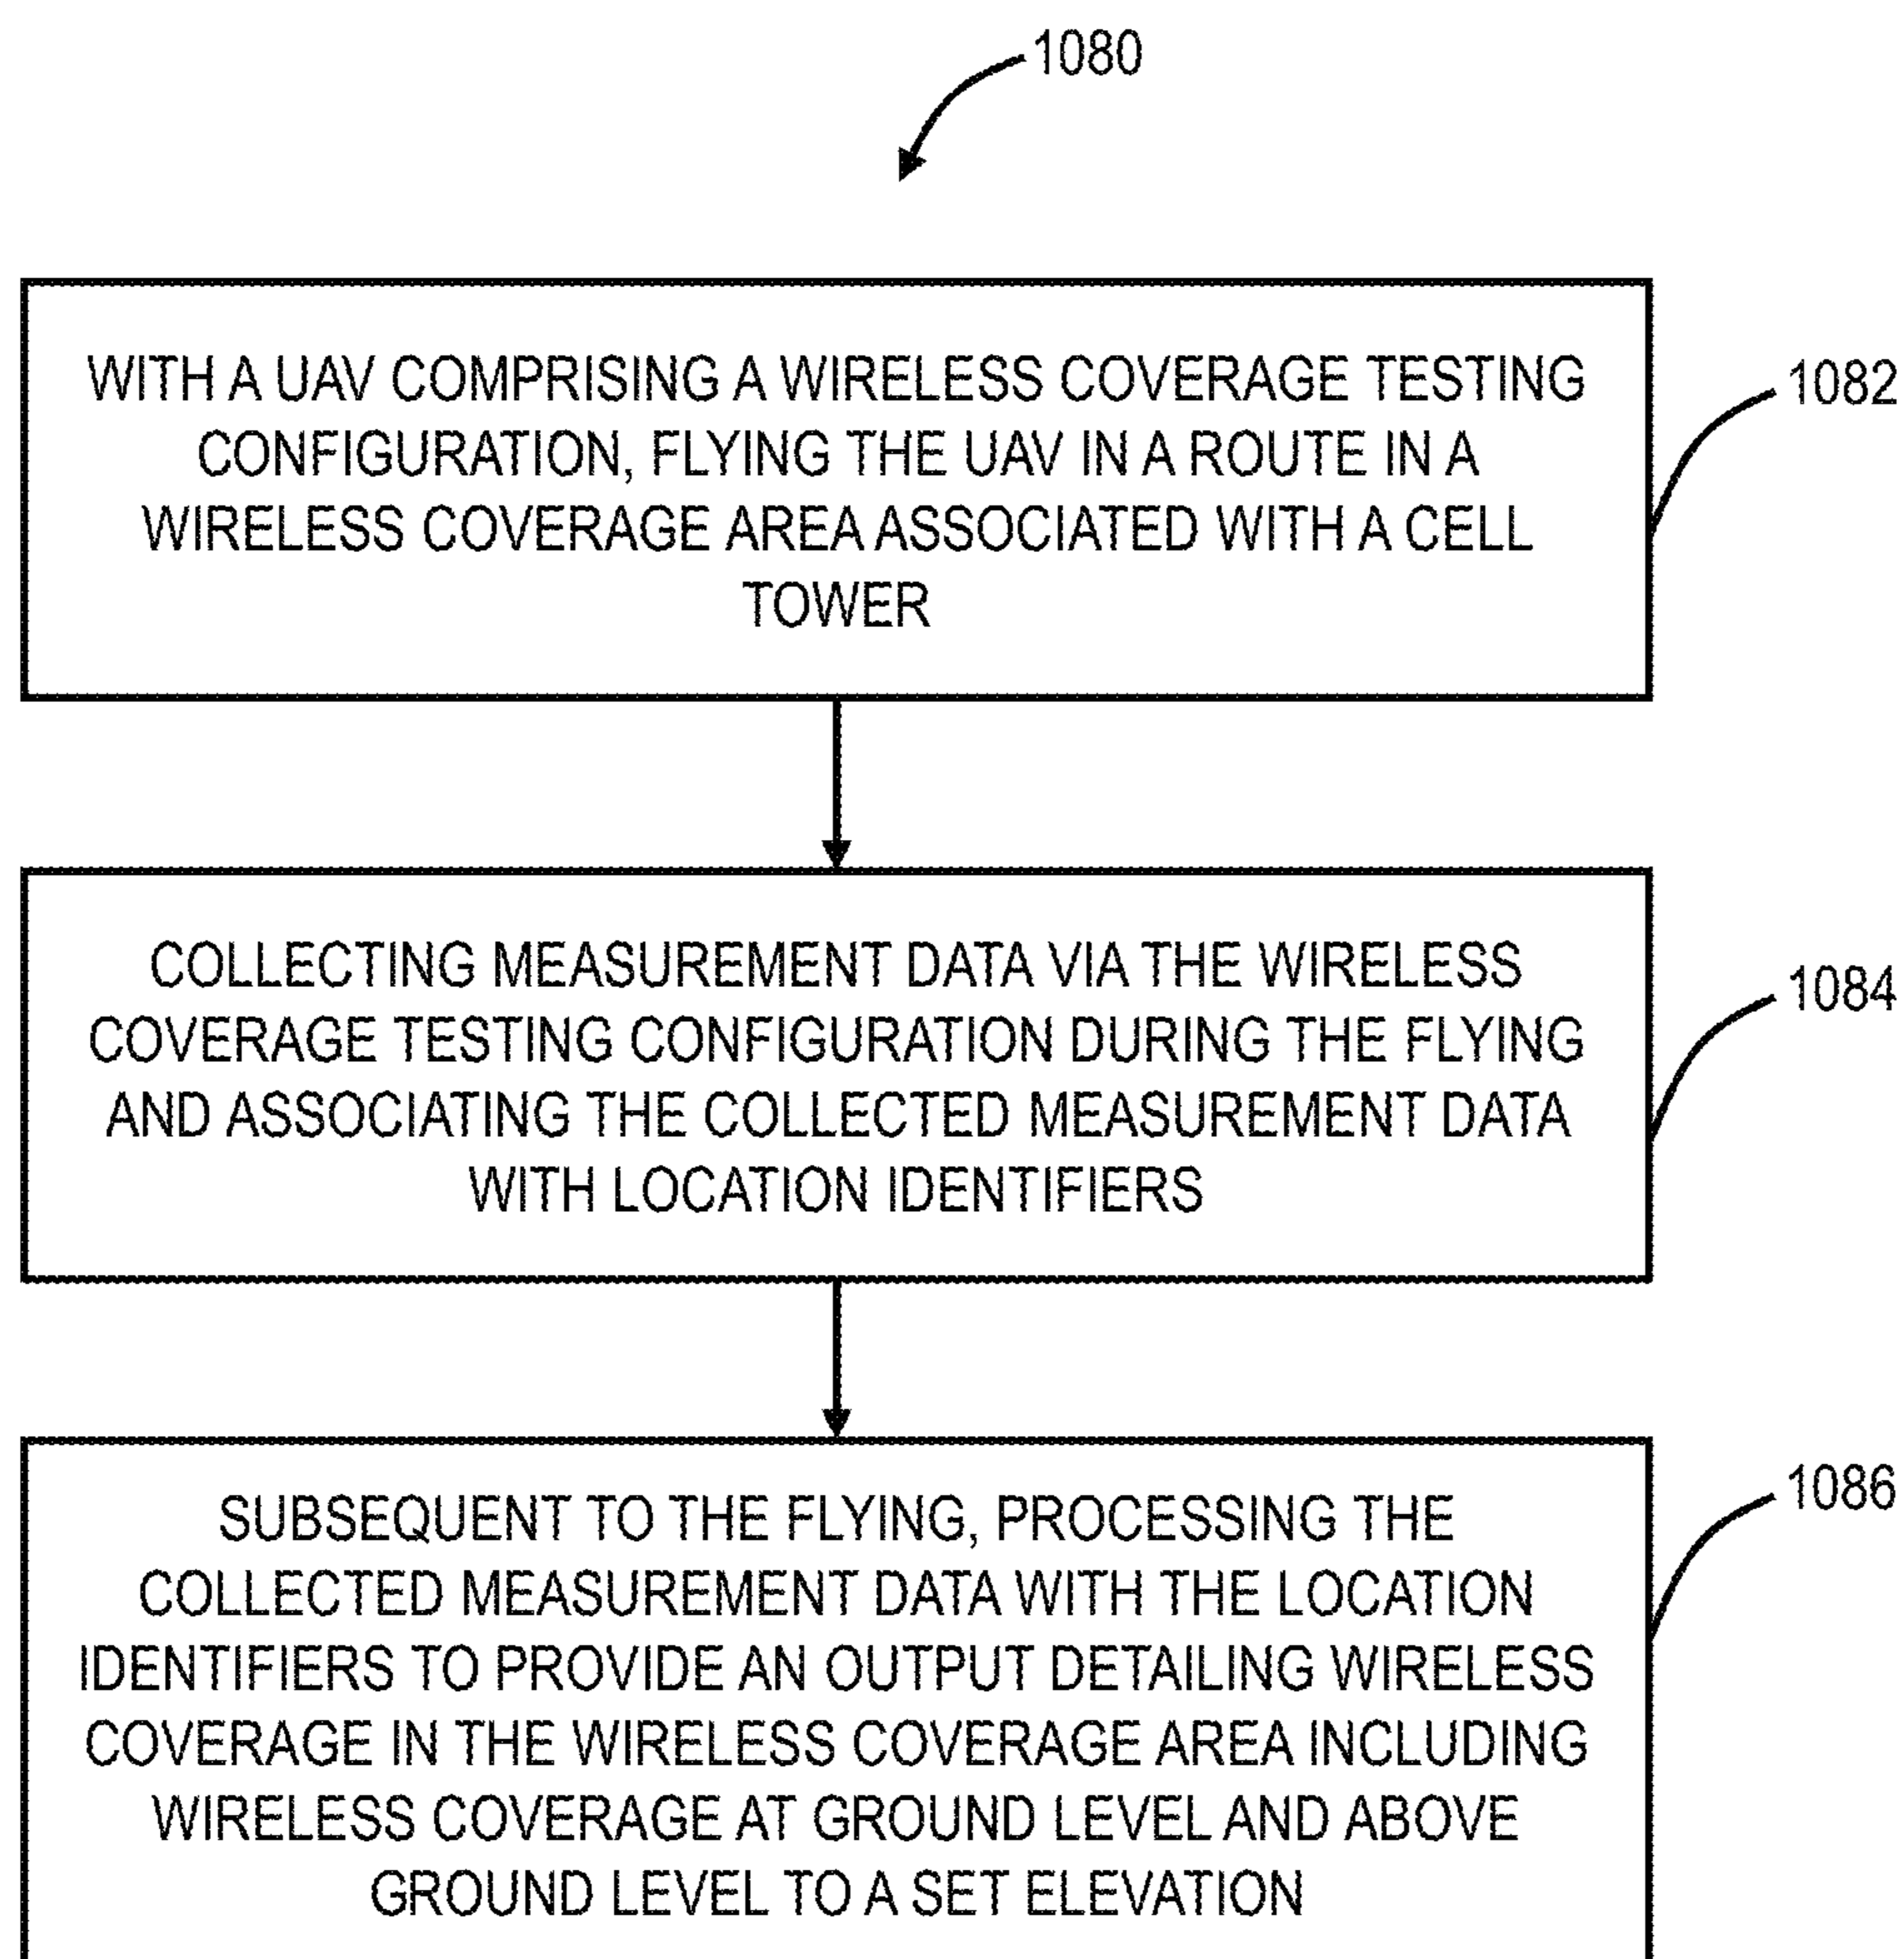 1080
WITH A UAV COMPRISING A WIRELESS COVERAGE TESTING
CONFIGURATION, FLYING THE UAV IN A ROUTE IN A
WIRELESS COVERAGE AREA ASSOCIATED WITH A CELL
TOWER
1082
COLLECTING MEASUREMENT DATA VIA THE WIRELESS
COVERAGE TESTING CONFIGURATION DURING THE FLYING
AND ASSOCIATING THE COLLECTED MEASUREMENT DATA
WITH LOCATION IDENTIFIERS
1084
SUBSEQUENT TO THE FLYING, PROCESSING THE
COLLECTED MEASUREMENT DATA WITH THE LOCATION
IDENTIFIERS TO PROVIDE AN OUTPUT DETAILING WIRELESS
COVERAGE IN THE WIRELESS COVERAGE AREA INCLUDING
WIRELESS COVERAGE AT GROUND LEVEL AND ABOVE
GROUND LEVEL TO A SET ELEVATION
1086